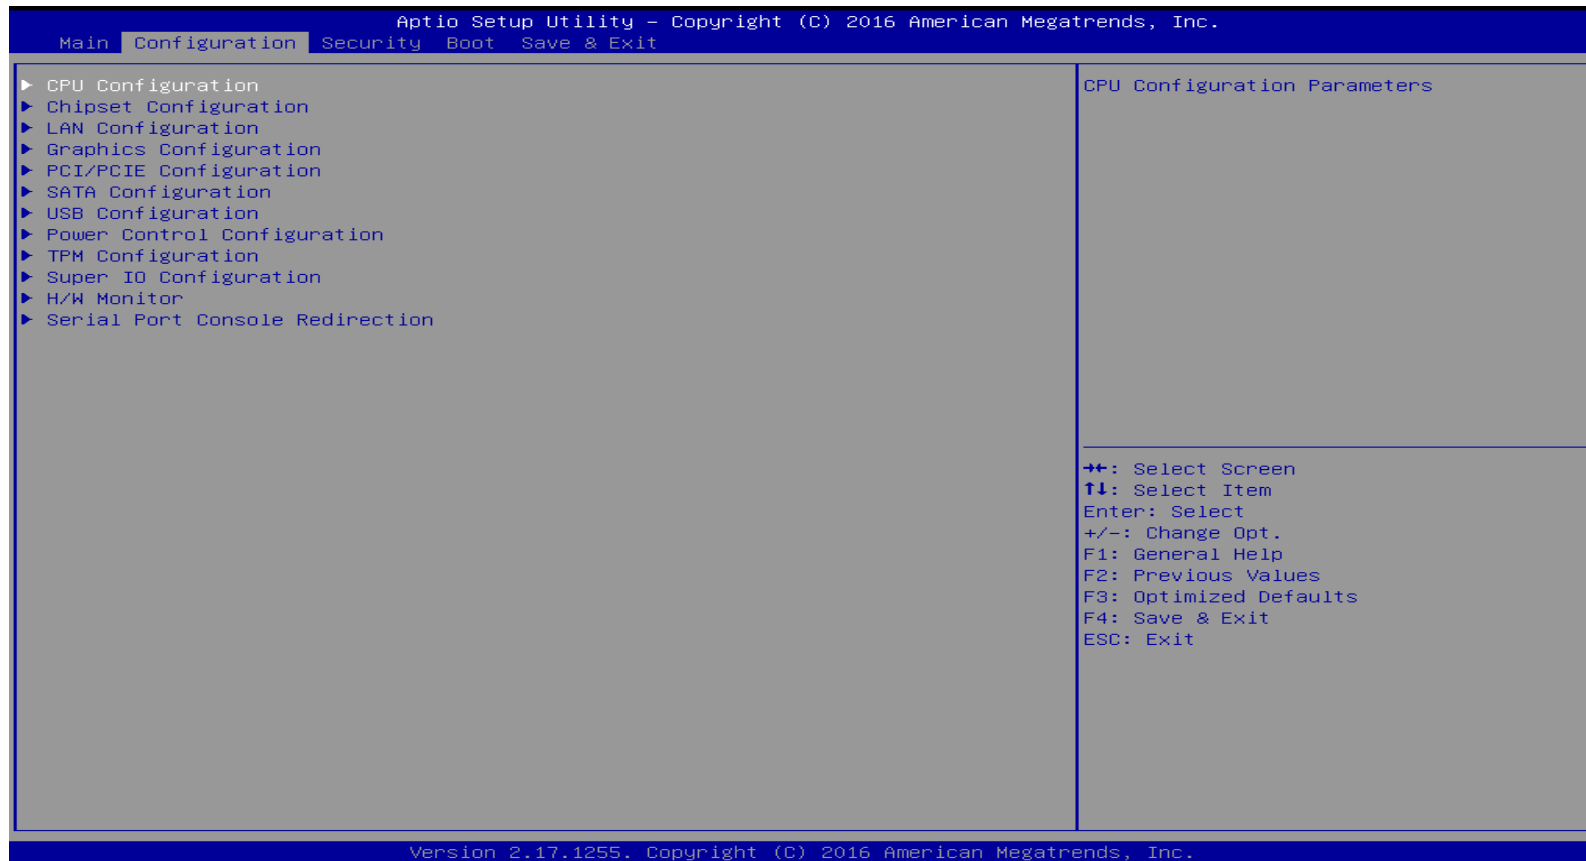 Aptio Setup Utility – Copyright (C) 2016 American Megatrends, Inc.
Main Configuration Security Boot Save & Exit
▶ CPU Configuration
▶ Chipset Configuration
▶ LAN Configuration
▶ Graphics Configuration
▶ PCI/PCIE Configuration
▶ SATA Configuration
▶ USB Configuration
▶ Power Control Configuration
▶ TPM Configuration
▶ Super IO Configuration
▶ H/W Monitor
▶ Serial Port Console Redirection
CPU Configuration Parameters
→←: Select Screen
↑↓: Select Item
Enter: Select
+/-: Change Opt.
F1: General Help
F2: Previous Values
F3: Optimized Defaults
F4: Save & Exit
ESC: Exit
Version 2.17.1255. Copyright (C) 2016 American Megatrends, Inc.